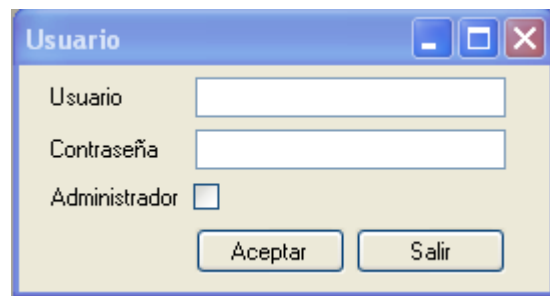 Usuario
Usuario
Contraseña
Administrador
Aceptar Salir